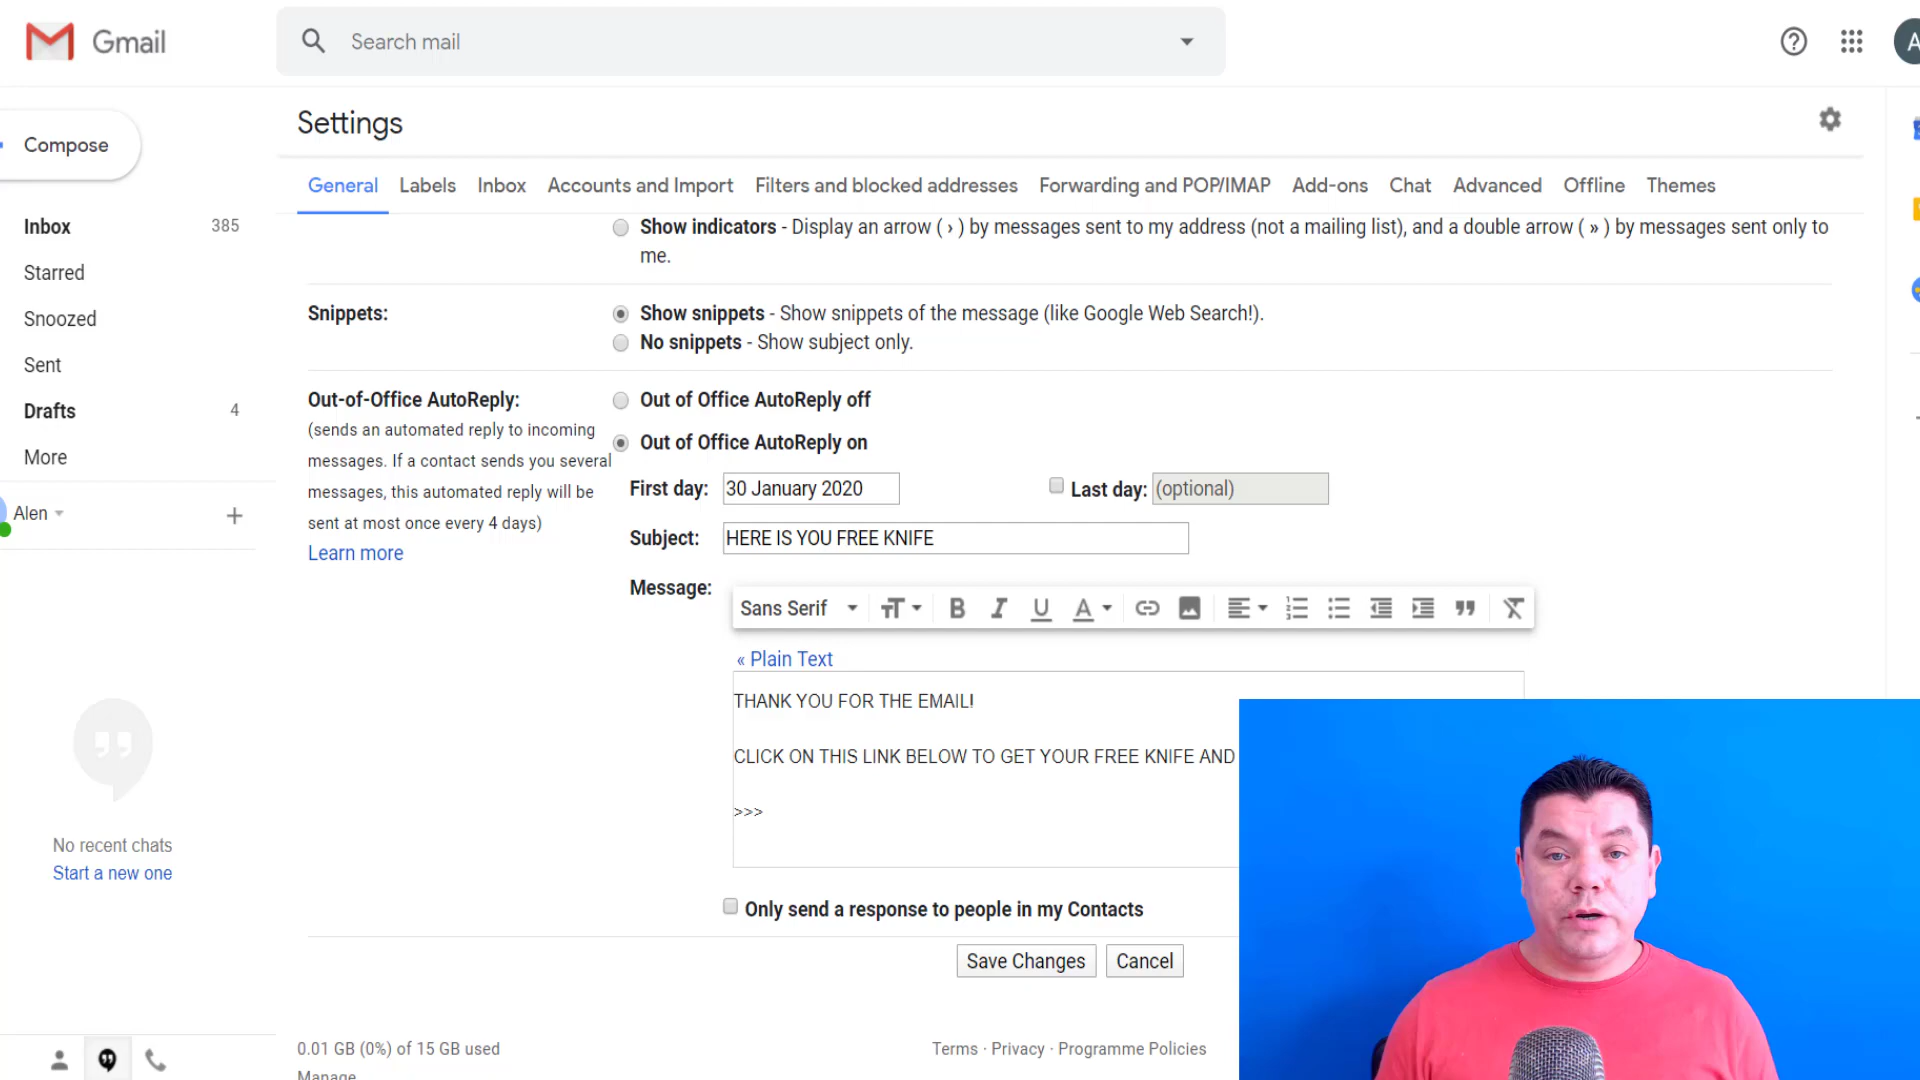 Gmail
Search mail
A
Compose
Settings
General Labels Inbox Accounts and Import Filters and blocked addresses Forwarding and POP/IMAP Add-ons Chat Advanced Offline Themes
Inbox 385
Starred
Snoozed
Sent
Drafts 4
More
Alen
No recent chats
Start a new one
Show indicators - Display an arrow ( › ) by messages sent to my address (not a mailing list), and a double arrow ( » ) by messages sent only to
me.
Snippets:
Show snippets - Show snippets of the message (like Google Web Search!).
No snippets - Show subject only.
Out-of-Office AutoReply:
(sends an automated reply to incoming
messages. If a contact sends you several
messages, this automated reply will be
sent at most once every 4 days)
Learn more
Out of Office AutoReply off
Out of Office AutoReply on
First day: 30 January 2020 Last day: (optional)
Subject: HERE IS YOU FREE KNIFE
Message:
Sans Serif
« Plain Text
THANK YOU FOR THE EMAIL!
CLICK ON THIS LINK BELOW TO GET YOUR FREE KNIFE AND
>>>
Only send a response to people in my Contacts
Save Changes Cancel
0.01 GB (0%) of 15 GB used
Manage
Terms · Privacy · Programme Policies